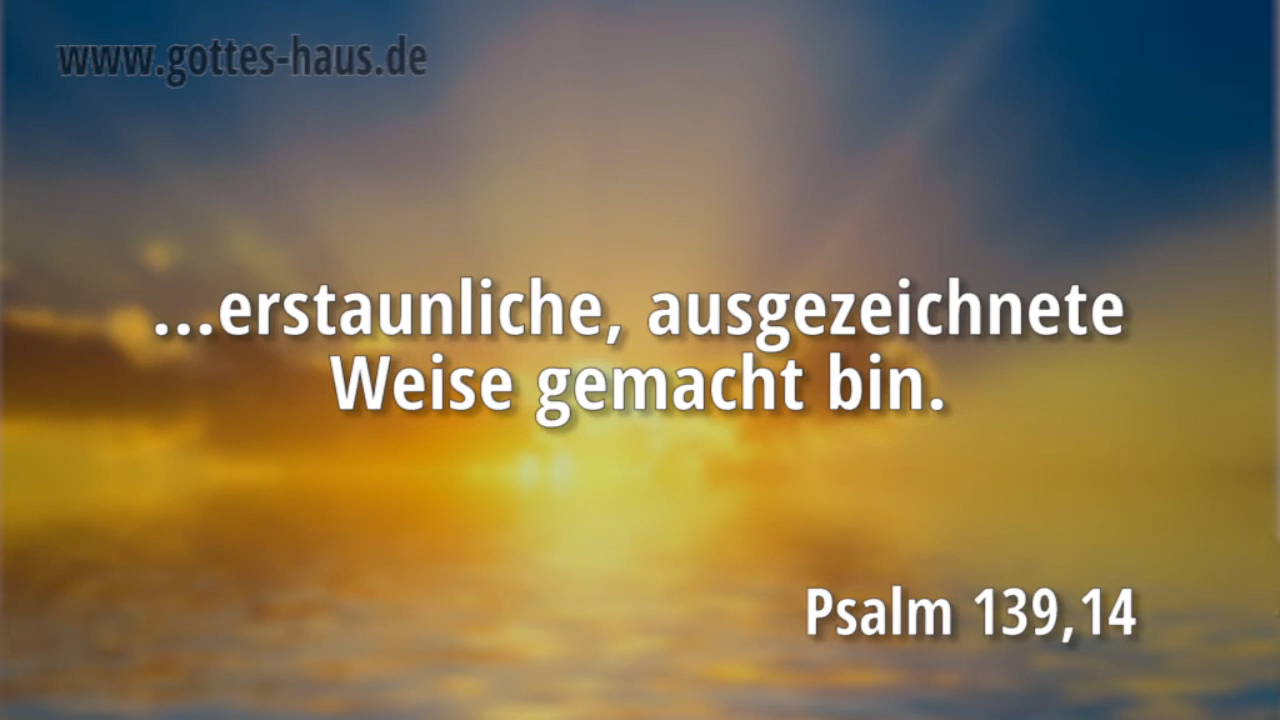 www.gottes-haus.de
...erstaunliche, ausgezeichnete
Weise gemacht bin.
Psalm 139,14